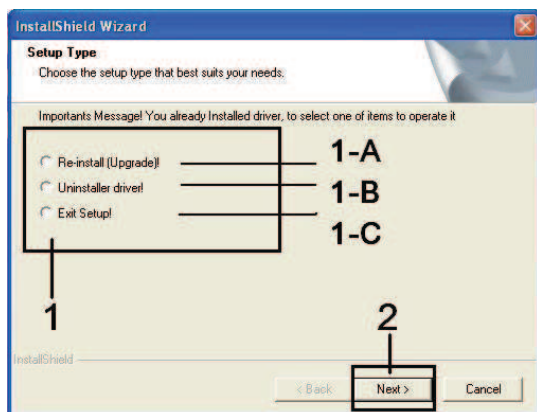 InstallShield Wizard
Setup Type
Choose the setup type that best suits your needs.
Importants Message! You already Installed driver, to select one of items to operate it
Re-install (Upgrade)!
1-A
Uninstaller driver!
1-B
Exit Setup!
1-C
1
2
InstallShield
< Back
Next >
Cancel